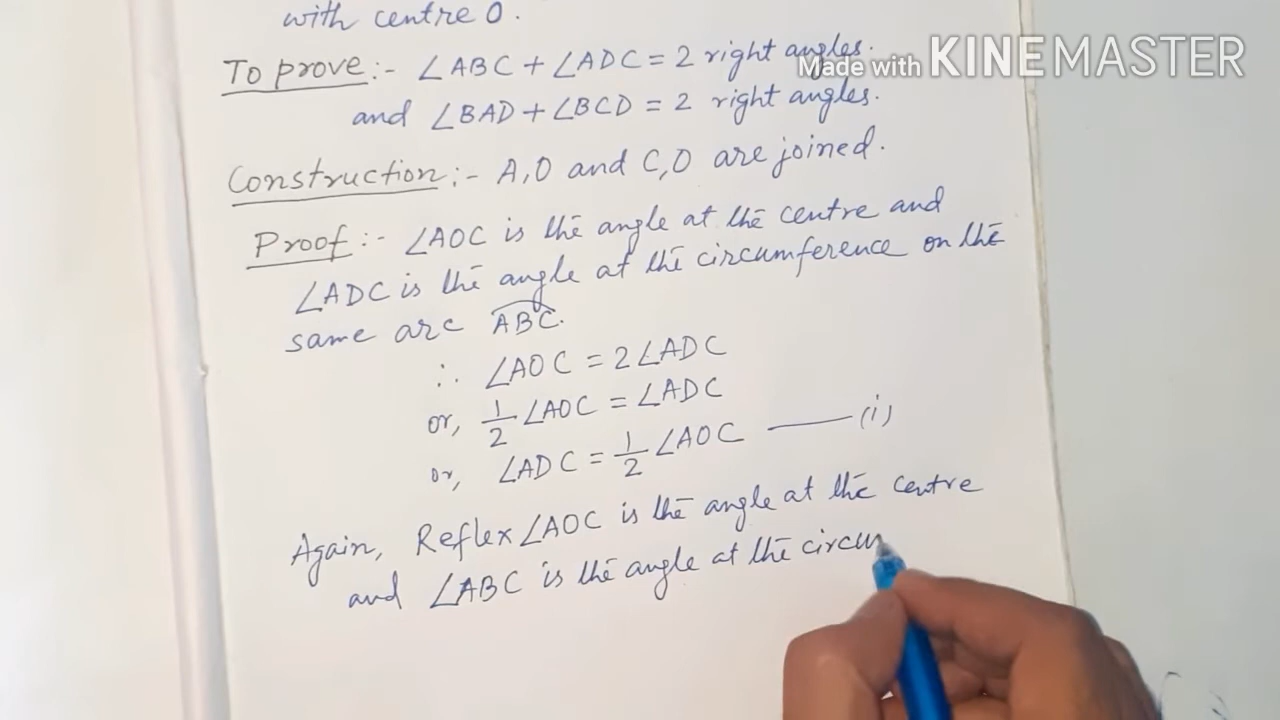 with centre O.
To prove:- ∠ABC + ∠ADC = 2 right angles.
and ∠BAD + ∠BCD = 2 right angles.
Construction:- A,O and C,O are joined.
Proof:- ∠AOC is the angle at the centre and
∠ADC is the angle at the circumference on the
same arc ABC.
∴ ∠AOC = 2∠ADC
or, 1/2 ∠AOC = ∠ADC
or, ∠ADC = 1/2 ∠AOC —— (i)
Again, Reflex ∠AOC is the angle at the centre
and ∠ABC is the angle at the circum
Made with KINEMASTER